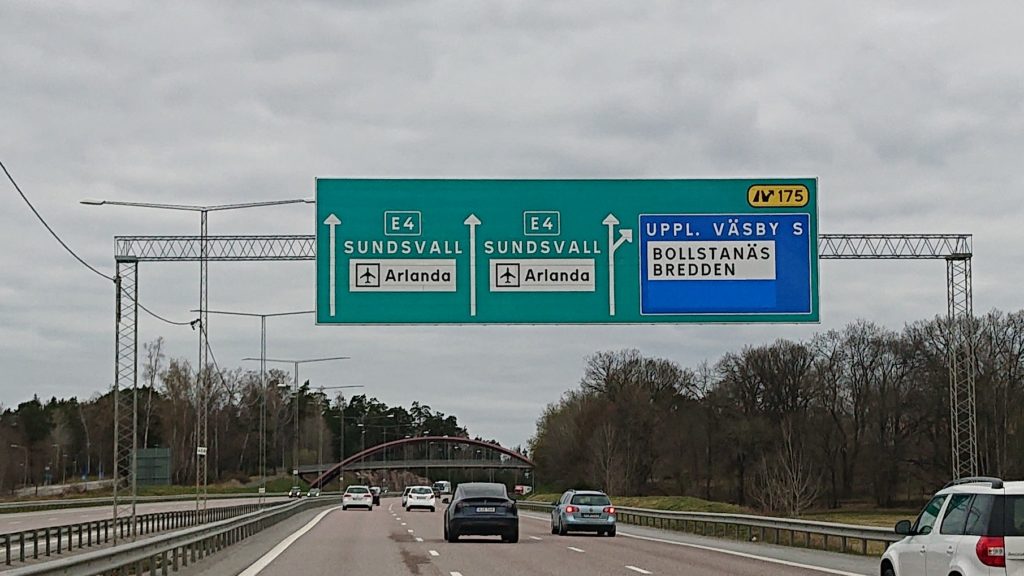 175
E4
SUNDSVALL
Arlanda
E4
SUNDSVALL
Arlanda
UPPL. VÄSBY S
BOLLSTANÄS
BREDDEN